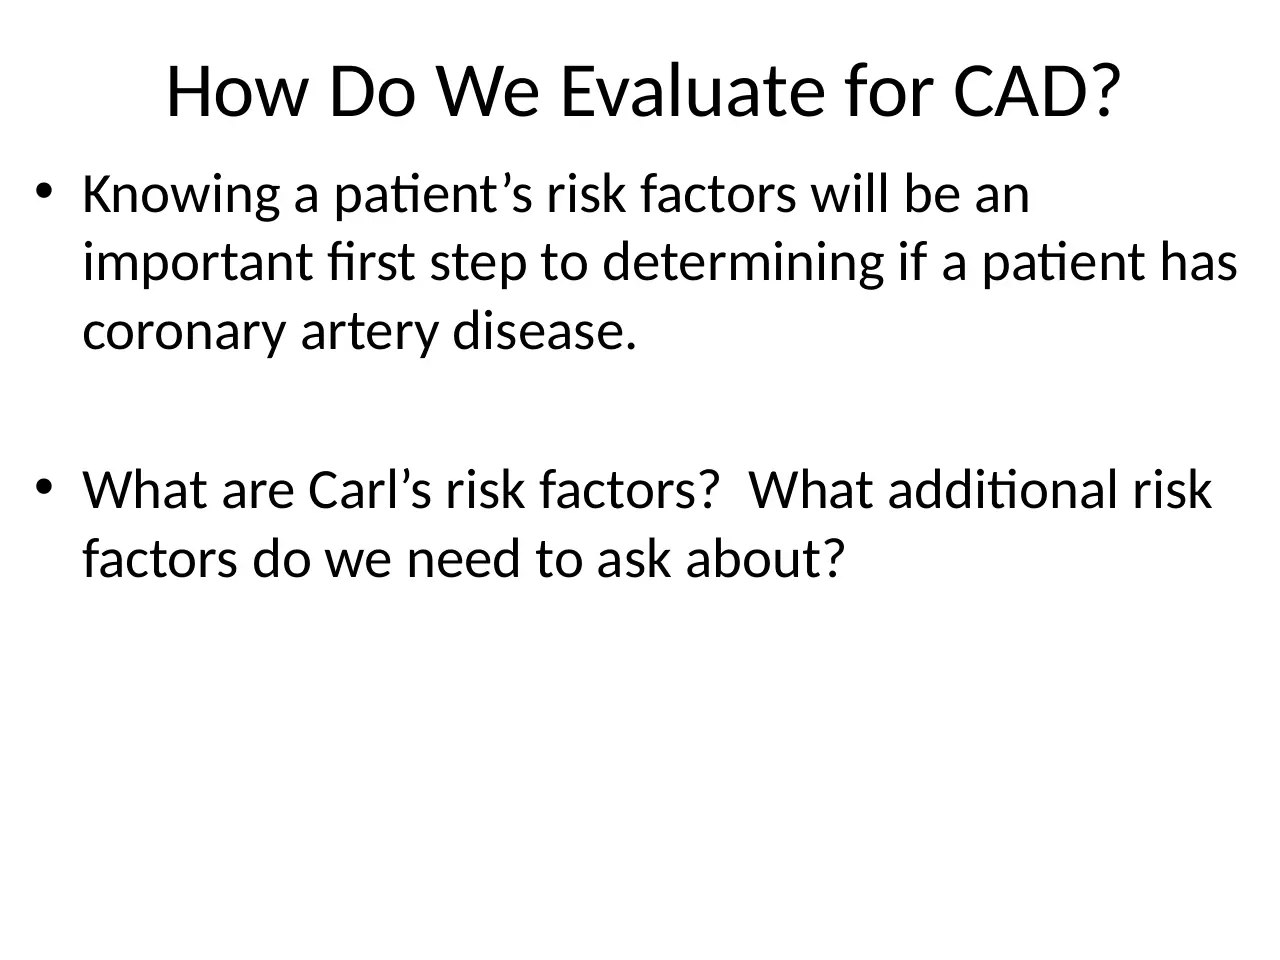 How Do We Evaluate for CAD?
• Knowing a patient’s risk factors will be an
important first step to determining if a patient has
coronary artery disease.
• What are Carl’s risk factors?  What additional risk
factors do we need to ask about?